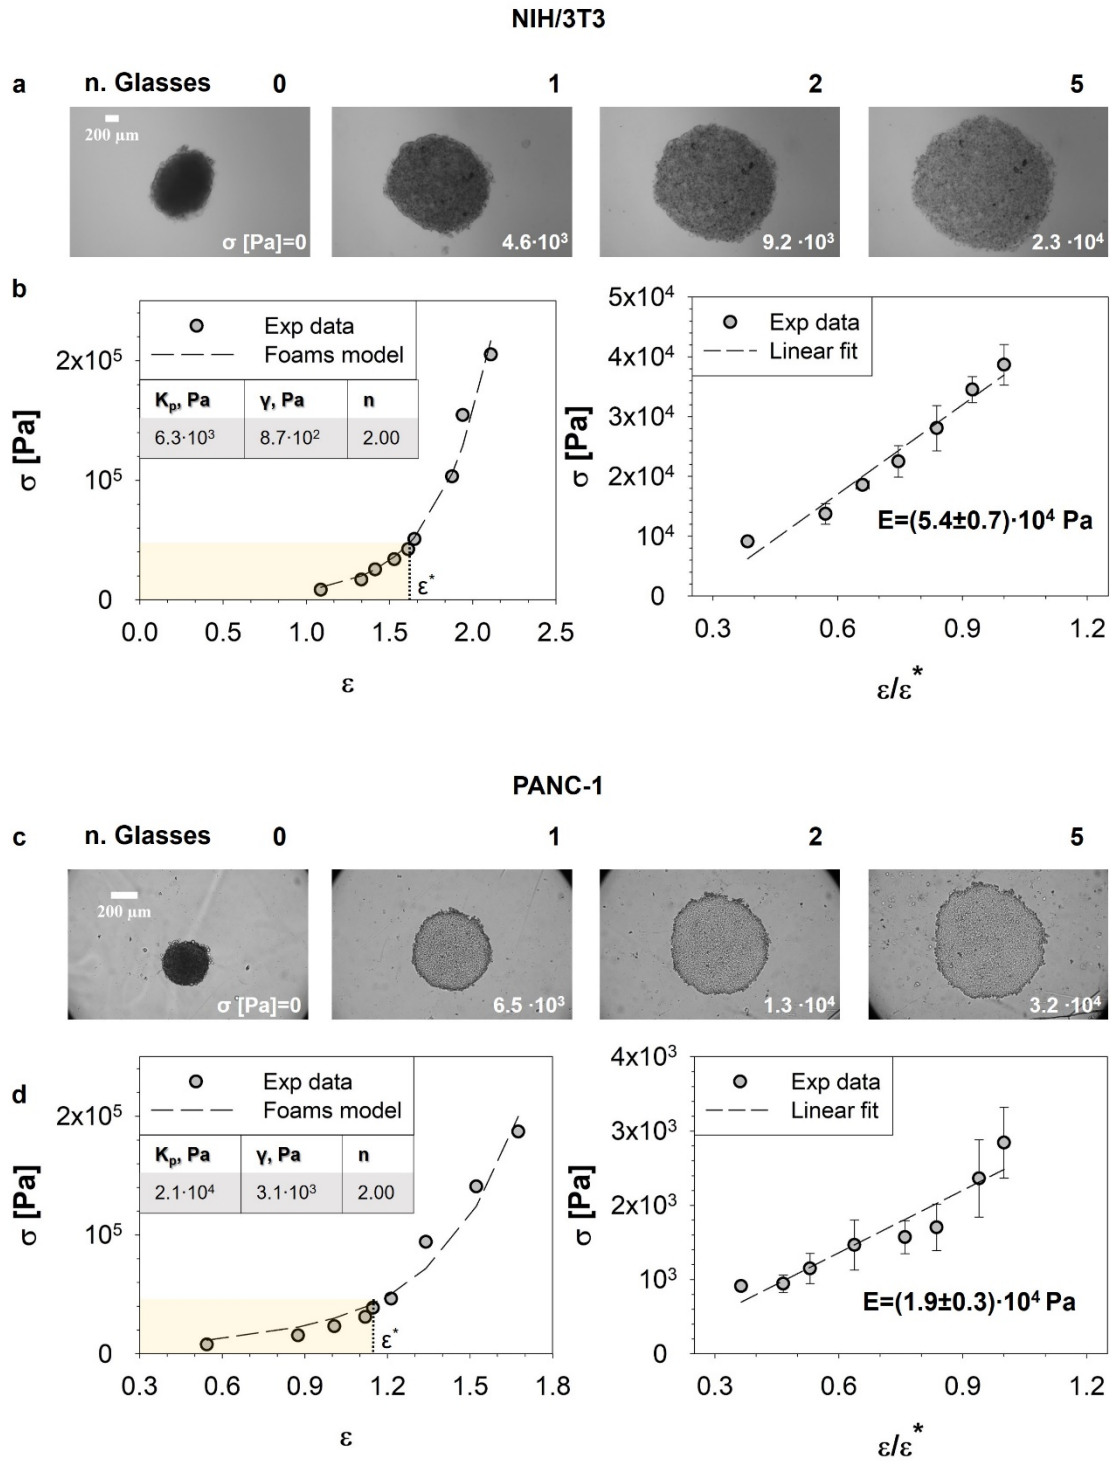 NIH/3T3
a n. Glasses 0 1 2 5
200 µm
σ [Pa]=0 4.6·10³ 9.2 ·10³ 2.3 ·10⁴
b
Exp data
Foams model
Kₚ, Pa γ, Pa n
6.3·10³ 8.7·10² 2.00
2x10⁵
10⁵
0
σ [Pa]
ε*
0.0 0.5 1.0 1.5 2.0 2.5
ε
Exp data
Linear fit
5x10⁴
4x10⁴
3x10⁴
2x10⁴
10⁴
0
σ [Pa]
E=(5.4±0.7)·10⁴ Pa
0.3 0.6 0.9 1.2
ε/ε*
PANC-1
c n. Glasses 0 1 2 5
200 µm
σ [Pa]=0 6.5 ·10³ 1.3 ·10⁴ 3.2 ·10⁴
d
Exp data
Foams model
Kₚ, Pa γ, Pa n
2.1·10⁴ 3.1·10³ 2.00
2x10⁵
10⁵
0
σ [Pa]
ε*
0.3 0.6 0.9 1.2 1.5 1.8
ε
Exp data
Linear fit
4x10³
3x10³
2x10³
10³
0
σ [Pa]
E=(1.9±0.3)·10⁴ Pa
0.3 0.6 0.9 1.2
ε/ε*